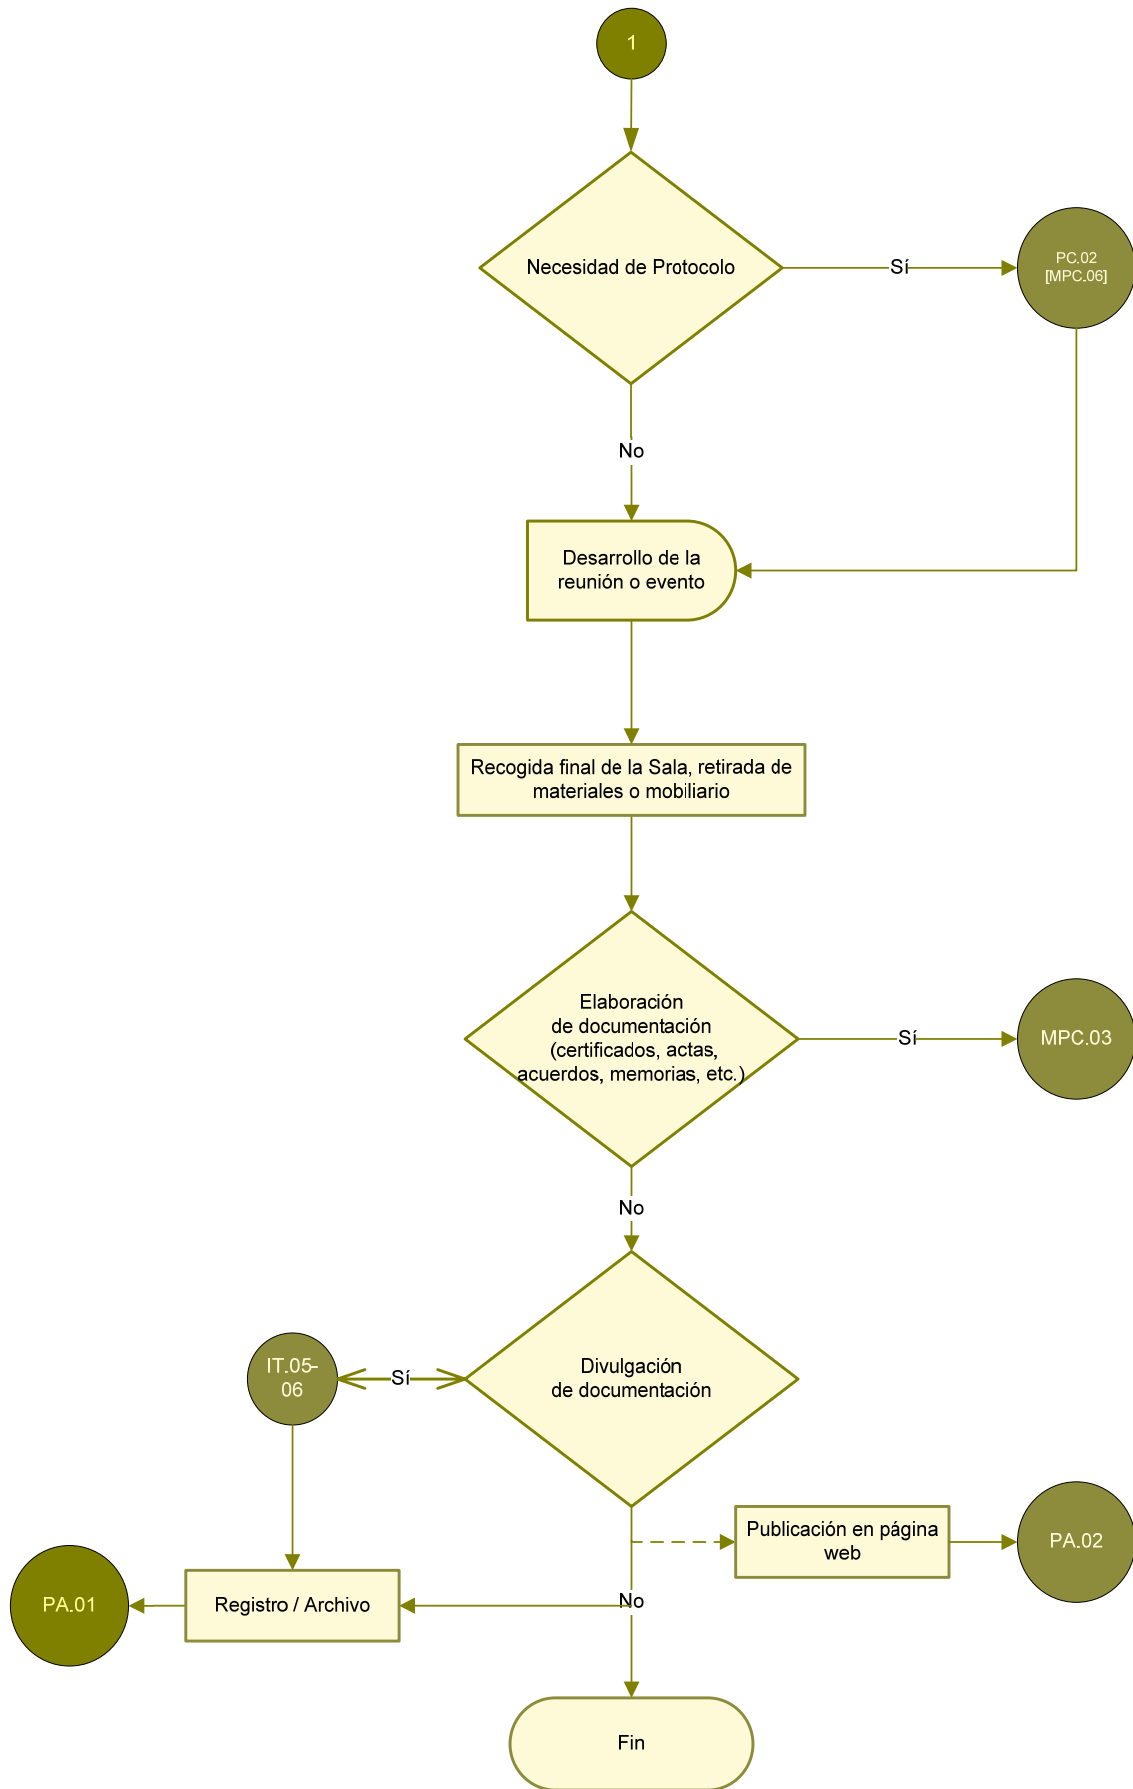 1
Necesidad de Protocolo
Sí
PC.02
[MPC.06]
No
Desarrollo de la
reunión o evento
Recogida final de la Sala, retirada de
materiales o mobiliario
Elaboración
de documentación
(certificados, actas,
acuerdos, memorias, etc.)
Sí
MPC.03
No
IT.05-
06
Sí
Divulgación
de documentación
Publicación en página
web
PA.02
PA.01
Registro / Archivo
No
Fin